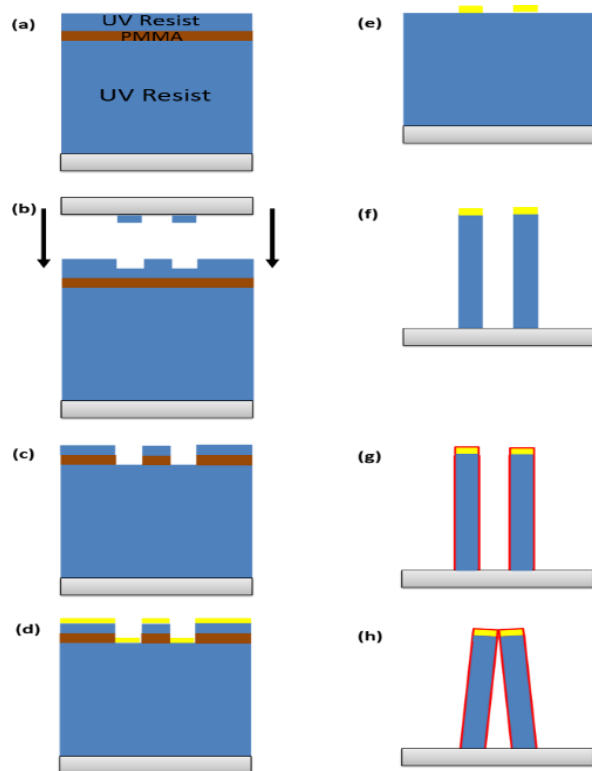 (a)
UV Resist
PMMA
UV Resist
(b)
(c)
(d)
(e)
(f)
(g)
(h)